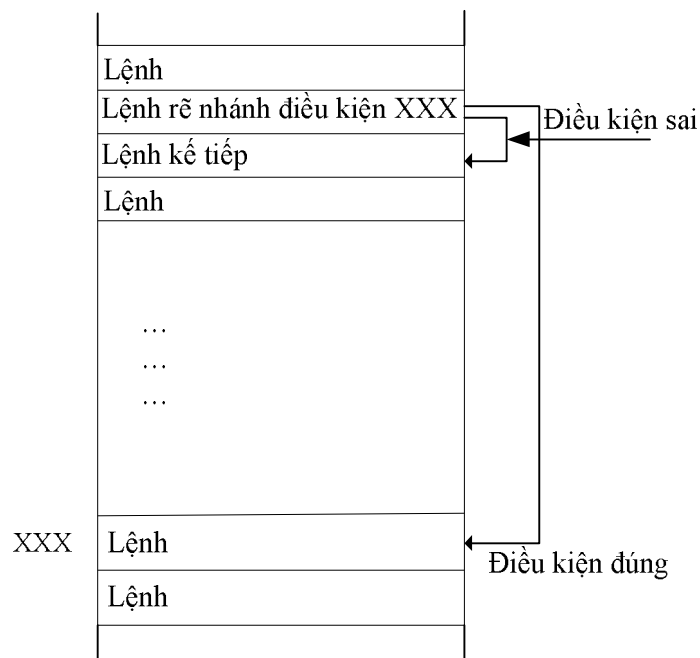 Lệnh
Lệnh rẽ nhánh điều kiện XXX
Điều kiện sai
Lệnh kế tiếp
Lệnh
…
…
…
XXX
Lệnh
Điều kiện đúng
Lệnh